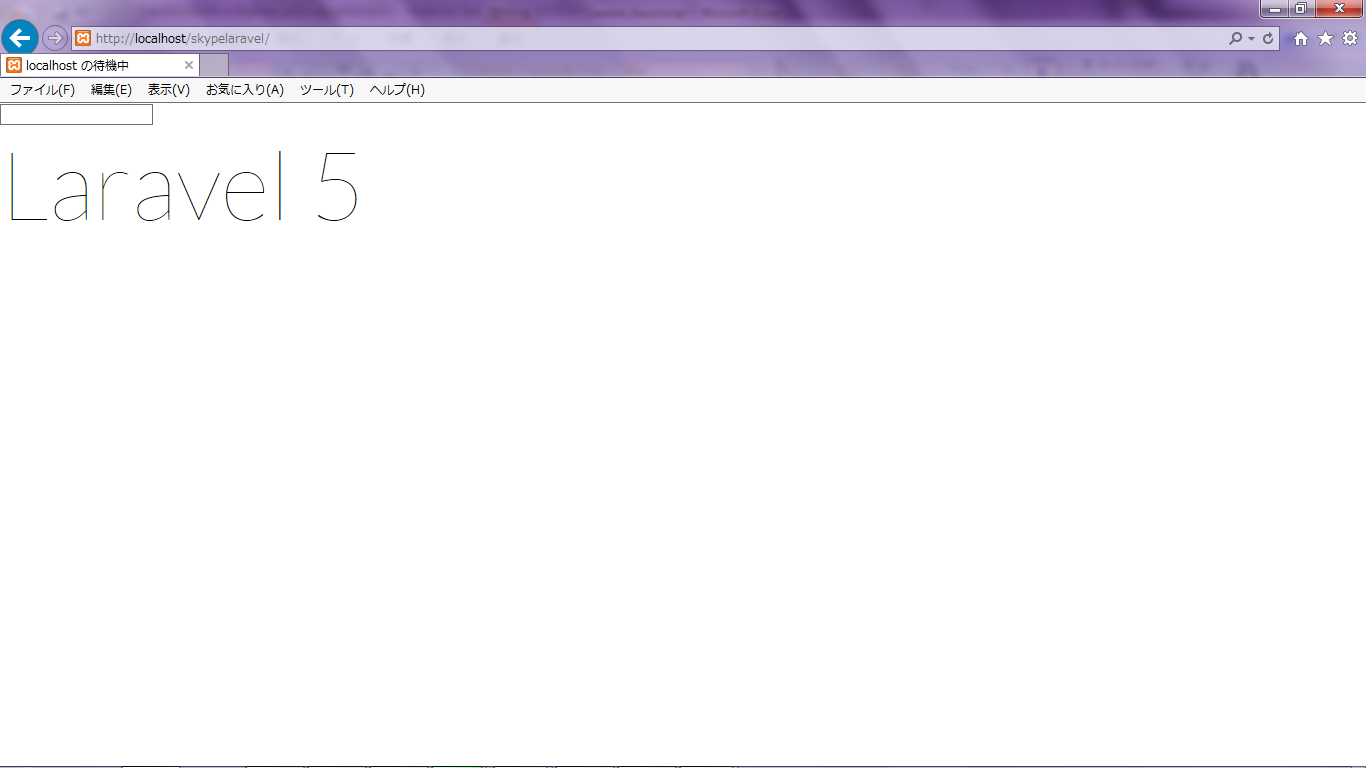 http://localhost/skypelaravel/
localhost の待機中
ファイル(F) 編集(E) 表示(V) お気に入り(A) ツール(T) ヘルプ(H)
Laravel 5